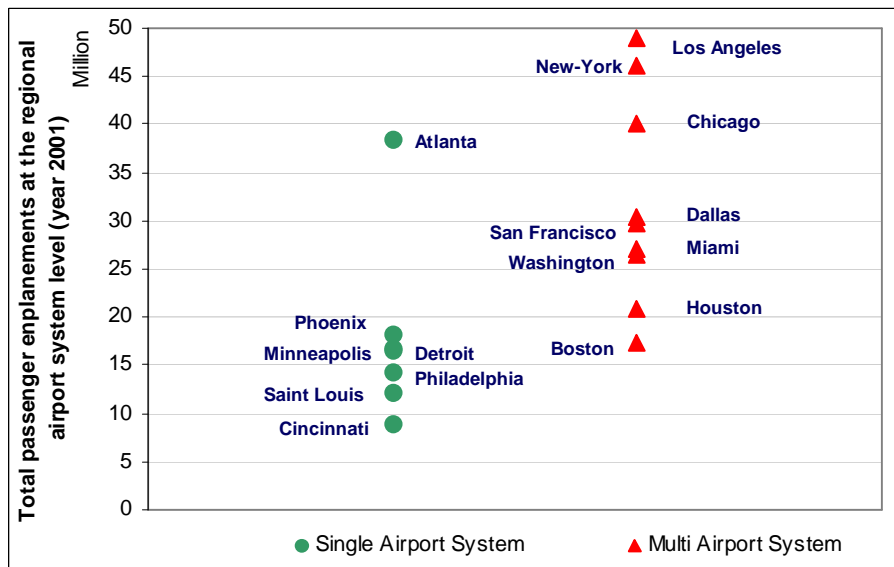 Total passenger enplanements at the regional
airport system level (year 2001)
Million
50
45
40
35
30
25
20
15
10
5
0
Los Angeles
New-York
Chicago
Atlanta
Dallas
San Francisco
Miami
Washington
Houston
Phoenix
Boston
Minneapolis
Detroit
Philadelphia
Saint Louis
Cincinnati
Single Airport System
Multi Airport System